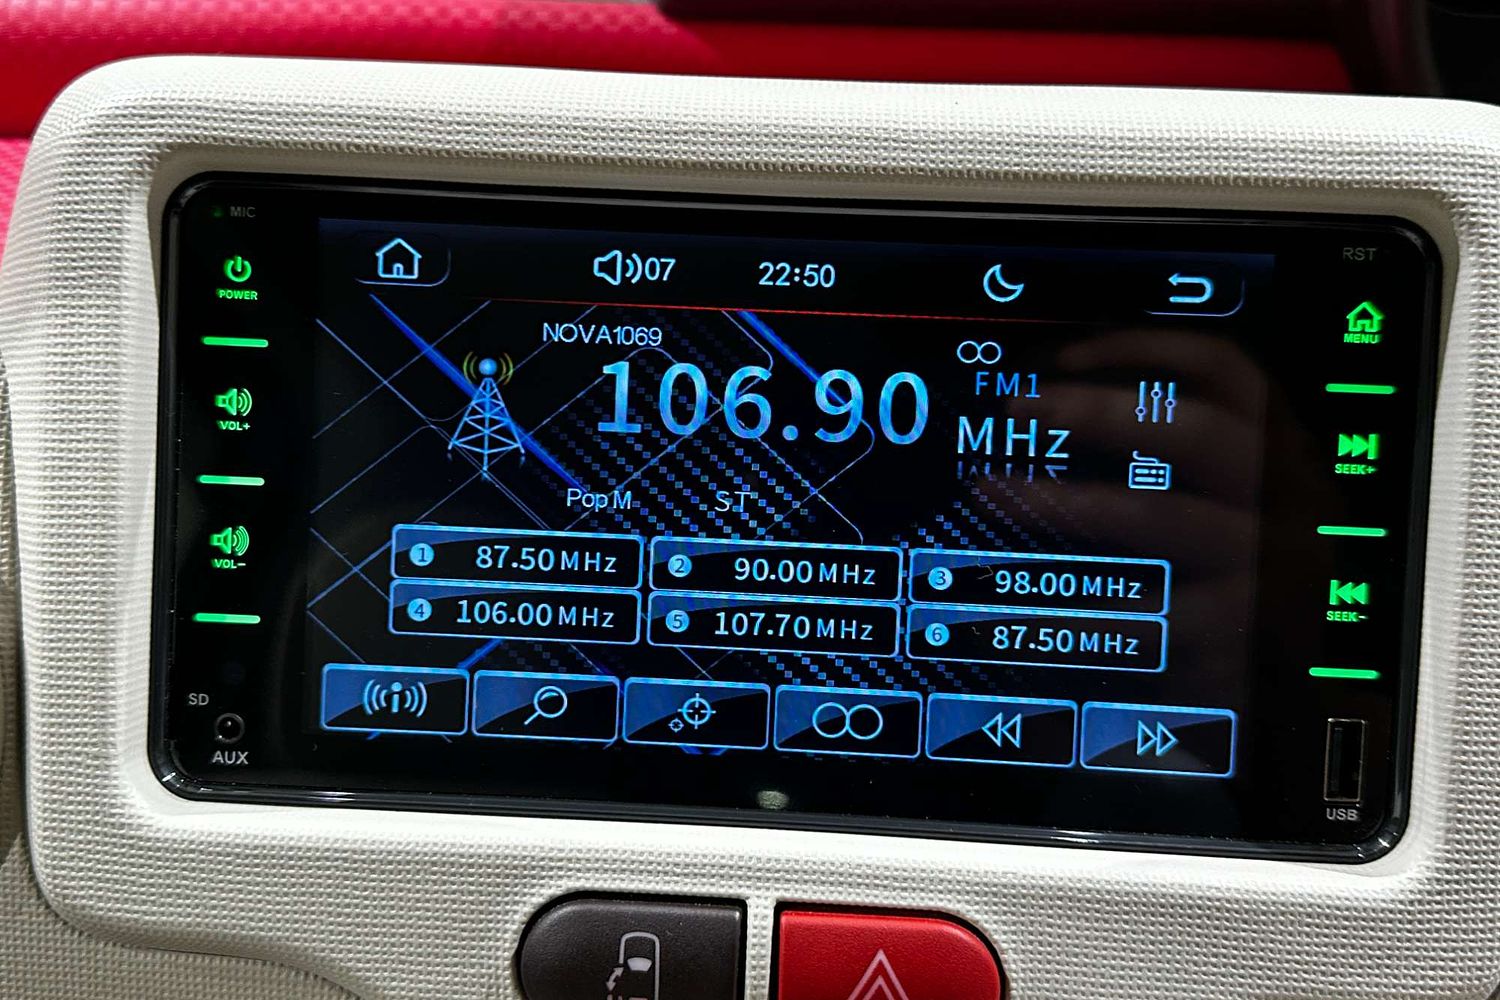 MIC
RST
POWER
07
22:50
MENU
NOVA1069
106.90
FM1
MHz
VOL+
SEEK+
Pop M
ST
1 87.50MHz
2 90.00MHz
3 98.00MHz
VOL-
4 106.00MHz
5 107.70MHz
6 87.50MHz
SEEK-
SD
AUX
USB